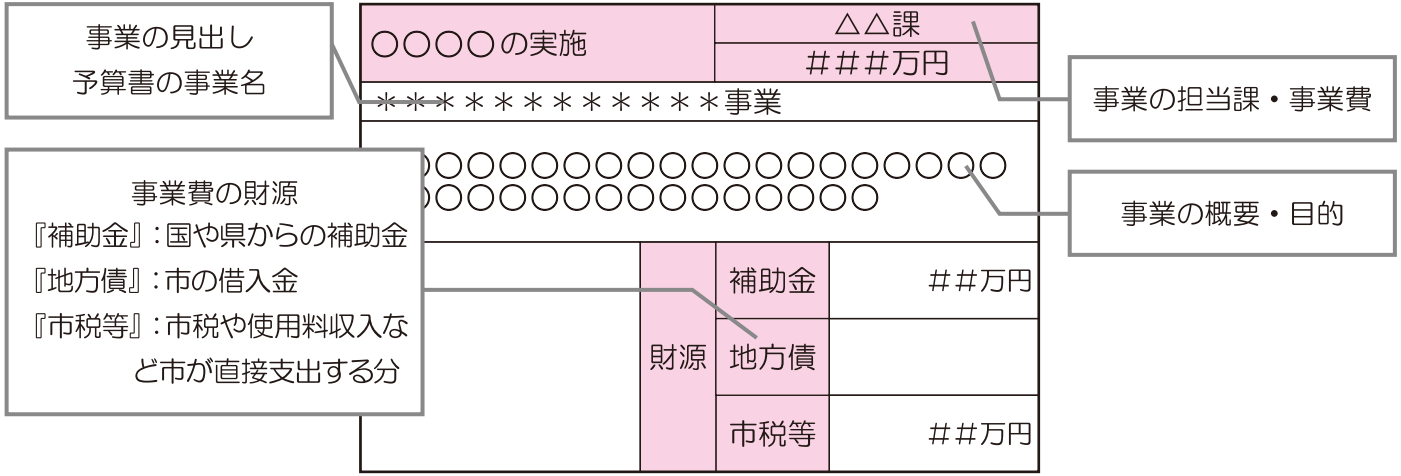 事業の見出し
予算書の事業名
○○○○の実施
△△課
###万円
************事業
事業の担当課・事業費
○○○○○○○○○○○○○○○○○○○
○○○○○○○○○○○○○○○
事業の概要・目的
事業費の財源
『補助金』：国や県からの補助金
『地方債』：市の借入金
『市税等』：市税や使用料収入な
ど市が直接支出する分
財源
補助金
##万円
地方債
市税等
##万円